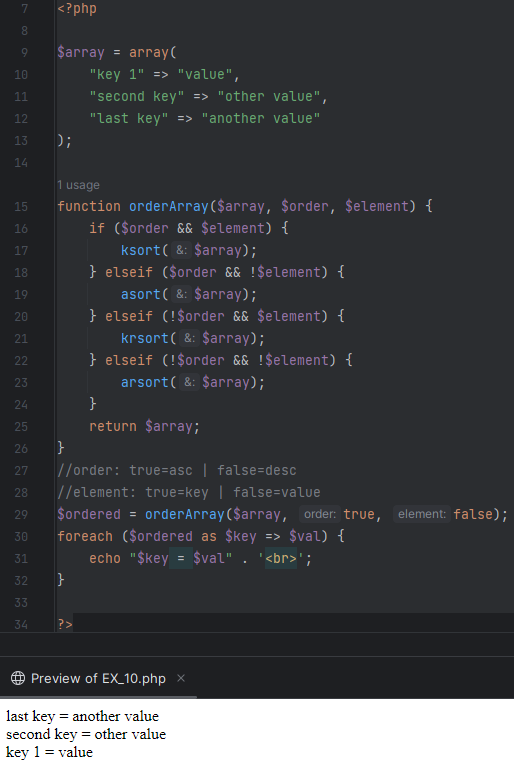 7 <?php
8
9 $array = array(
10 "key 1" => "value",
11 "second key" => "other value",
12 "last key" => "another value"
13 );
14
1 usage
15 function orderArray($array, $order, $element) {
16 if ($order && $element) {
17 ksort( &: $array);
18 } elseif ($order && !$element) {
19 asort( &: $array);
20 } elseif (!$order && $element) {
21 krsort( &: $array);
22 } elseif (!$order && !$element) {
23 arsort( &: $array);
24 }
25 return $array;
26 }
27 //order: true=asc | false=desc
28 //element: true=key | false=value
29 $ordered = orderArray($array, order: true, element: false);
30 foreach ($ordered as $key => $val) {
31 echo "$key = $val" . '<br>';
32 }
33
34 ?>
Preview of EX_10.php ×
last key = another value
second key = other value
key 1 = value